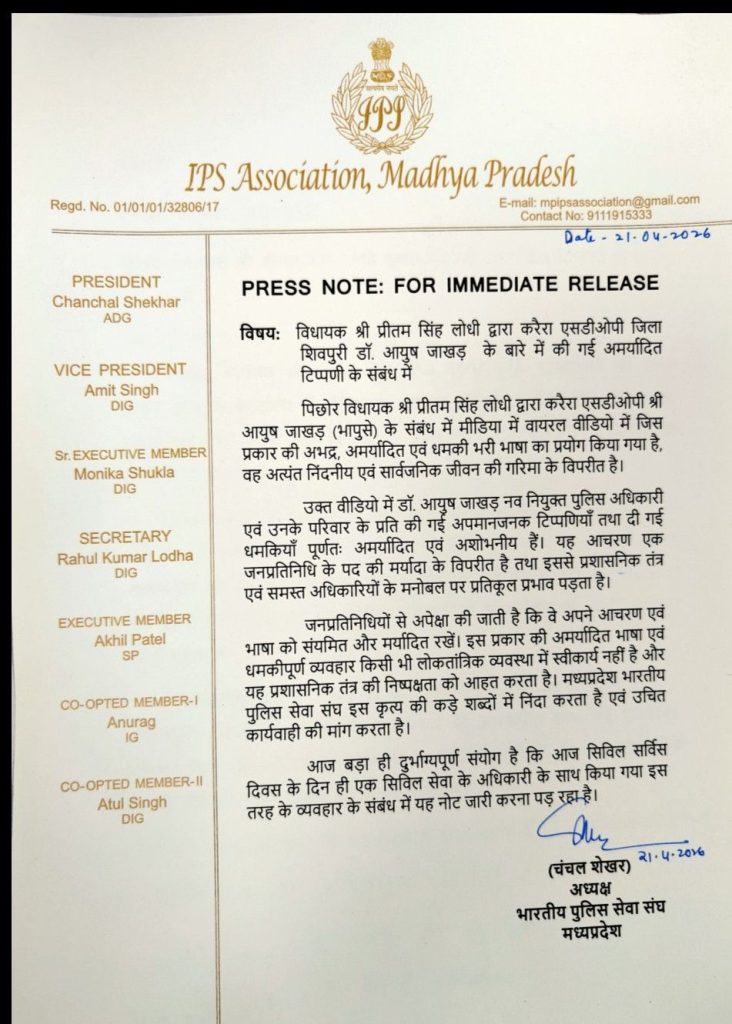 सत्यमेव जयते
IPS
IPS Association, Madhya Pradesh
Regd. No. 01/01/01/32806/17
E-mail: mpipsassociation@gmail.com
Contact No: 9111915333
Date - 21-04-2026
PRESIDENT
Chanchal Shekhar
ADG
VICE PRESIDENT
Amit Singh
DIG
Sr. EXECUTIVE MEMBER
Monika Shukla
DIG
SECRETARY
Rahul Kumar Lodha
DIG
EXECUTIVE MEMBER
Akhil Patel
SP
CO-OPTED MEMBER-I
Anurag
IG
CO-OPTED MEMBER-II
Atul Singh
DIG
PRESS NOTE: FOR IMMEDIATE RELEASE
विषय: विधायक श्री प्रीतम सिंह लोधी द्वारा करैरा एसडीओपी जिला
शिवपुरी डॉ. आयुष जाखड़ के बारे में की गई अमर्यादित
टिप्पणी के संबंध में
पिछोर विधायक श्री प्रीतम सिंह लोधी द्वारा करैरा एसडीओपी श्री
आयुष जाखड़ (भापुसे) के संबंध में मीडिया में वायरल वीडियो में जिस
प्रकार की अभद्र, अमर्यादित एवं धमकी भरी भाषा का प्रयोग किया गया है,
वह अत्यंत निंदनीय एवं सार्वजनिक जीवन की गरिमा के विपरीत है।
उक्त वीडियो में डॉ. आयुष जाखड़ नव नियुक्त पुलिस अधिकारी
एवं उनके परिवार के प्रति की गई अपमानजनक टिप्पणियाँ तथा दी गई
धमकियाँ पूर्णतः अमर्यादित एवं अशोभनीय हैं। यह आचरण एक
जनप्रतिनिधि के पद की मर्यादा के विपरीत है तथा इससे प्रशासनिक तंत्र
एवं समस्त अधिकारियों के मनोबल पर प्रतिकूल प्रभाव पड़ता है।
जनप्रतिनिधियों से अपेक्षा की जाती है कि वे अपने आचरण एवं
भाषा को संयमित और मर्यादित रखें। इस प्रकार की अमर्यादित भाषा एवं
धमकीपूर्ण व्यवहार किसी भी लोकतांत्रिक व्यवस्था में स्वीकार्य नहीं है और
यह प्रशासनिक तंत्र की निष्पक्षता को आहत करता है। मध्यप्रदेश भारतीय
पुलिस सेवा संघ इस कृत्य की कड़े शब्दों में निंदा करता है एवं उचित
कार्यवाही की मांग करता है।
आज बड़ा ही दुर्भाग्यपूर्ण संयोग है कि आज सिविल सर्विस
दिवस के दिन ही एक सिविल सेवा के अधिकारी के साथ किया गया इस
तरह के व्यवहार के संबंध में यह नोट जारी करना पड़ रहा है।
21.4.2026
(चंचल शेखर)
अध्यक्ष
भारतीय पुलिस सेवा संघ
मध्यप्रदेश